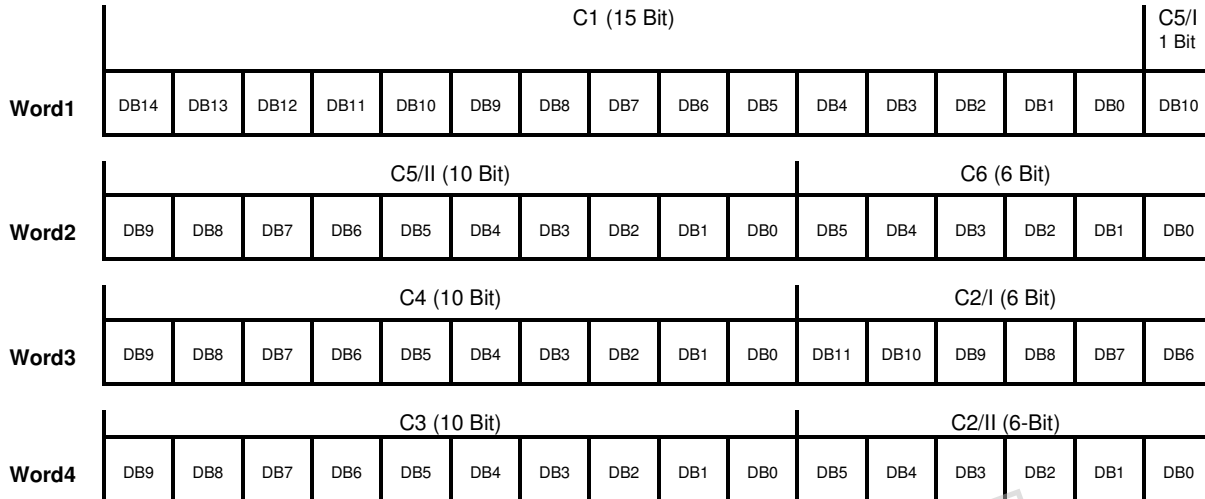 C1 (15 Bit) C5/I
1 Bit
Word1 DB14 DB13 DB12 DB11 DB10 DB9 DB8 DB7 DB6 DB5 DB4 DB3 DB2 DB1 DB0 DB10
C5/II (10 Bit) C6 (6 Bit)
Word2 DB9 DB8 DB7 DB6 DB5 DB4 DB3 DB2 DB1 DB0 DB5 DB4 DB3 DB2 DB1 DB0
C4 (10 Bit) C2/I (6 Bit)
Word3 DB9 DB8 DB7 DB6 DB5 DB4 DB3 DB2 DB1 DB0 DB11 DB10 DB9 DB8 DB7 DB6
C3 (10 Bit) C2/II (6-Bit)
Word4 DB9 DB8 DB7 DB6 DB5 DB4 DB3 DB2 DB1 DB0 DB5 DB4 DB3 DB2 DB1 DB0